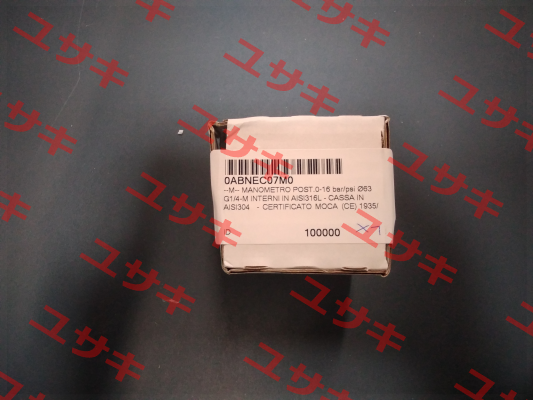 0ABNEC07M0
--M-- MANOMETRO POST.0-16 bar/psi Ø63
G1/4-M INTERNI IN AISI316L - CASSA IN
AISI304 - CERTIFICATO MOCA (CE) 1935/
ID 100000
ユサキ
ユサキ
ユサキ
ユサキ
ユサキ
ユサキ
ユサキ
ユサキ
ユサキ
ユサキ
ユサキ
ユサキ